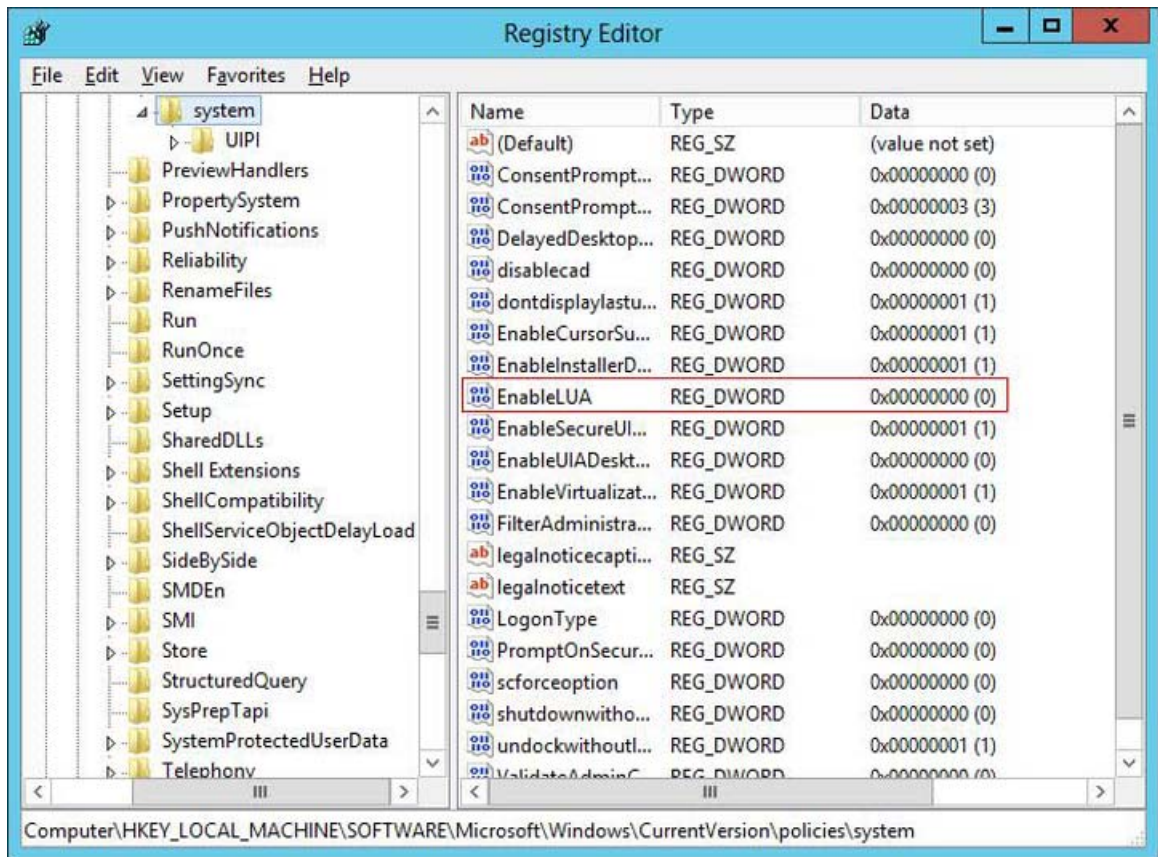 Registry Editor
File Edit View Favorites Help
system
UIPI
PreviewHandlers
PropertySystem
PushNotifications
Reliability
RenameFiles
Run
RunOnce
SettingSync
Setup
SharedDLLs
Shell Extensions
ShellCompatibility
ShellServiceObjectDelayLoad
SideBySide
SMDEn
SMI
Store
StructuredQuery
SysPrepTapi
SystemProtectedUserData
Telephony
Name Type Data
(Default) REG_SZ (value not set)
ConsentPrompt... REG_DWORD 0x00000000 (0)
ConsentPrompt... REG_DWORD 0x00000003 (3)
DelayedDesktop... REG_DWORD 0x00000000 (0)
disablecad REG_DWORD 0x00000000 (0)
dontdisplaylastu... REG_DWORD 0x00000001 (1)
EnableCursorSu... REG_DWORD 0x00000001 (1)
EnableInstallerD... REG_DWORD 0x00000001 (1)
EnableLUA REG_DWORD 0x00000000 (0)
EnableSecureUI... REG_DWORD 0x00000001 (1)
EnableUIADeskt... REG_DWORD 0x00000000 (0)
EnableVirtualizat... REG_DWORD 0x00000001 (1)
FilterAdministra... REG_DWORD 0x00000000 (0)
legalnoticecapti... REG_SZ
legalnoticetext REG_SZ
LogonType REG_DWORD 0x00000000 (0)
PromptOnSecur... REG_DWORD 0x00000000 (0)
scforceoption REG_DWORD 0x00000000 (0)
shutdownwitho... REG_DWORD 0x00000000 (0)
undockwithoutl... REG_DWORD 0x00000001 (1)
ValidateAdminC... REG_DWORD 0x00000000 (0)
Computer\HKEY_LOCAL_MACHINE\SOFTWARE\Microsoft\Windows\CurrentVersion\policies\system